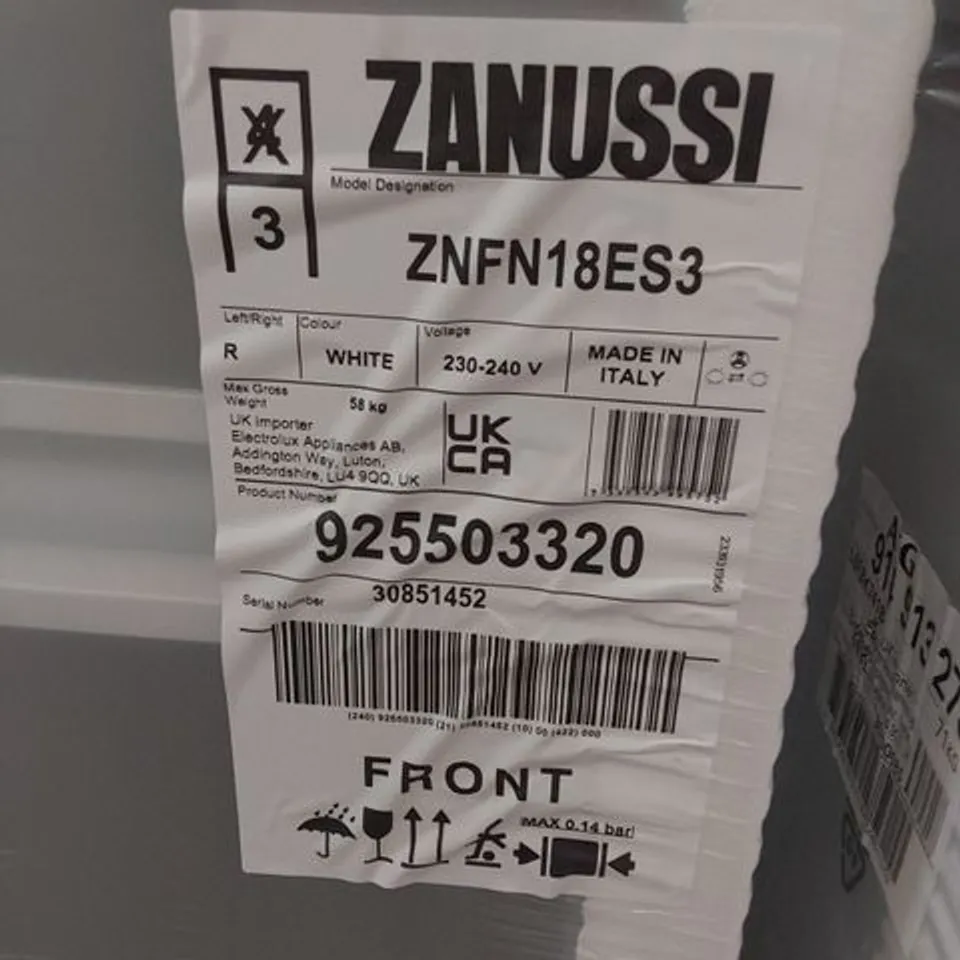 ZANUSSI
Model Designation
3
ZNFN18ES3
Left/Right
R
Colour
WHITE
Voltage
230-240 V
MADE IN
ITALY
Max Gross
Weight
58 kg
UK Importer
Electrolux Appliances AB,
Addington Way, Luton,
Bedfordshire, LU4 9QQ, UK
UK
CA
Product Number
925503320
Serial Number
30851452
FRONT
MAX 0.14 bar